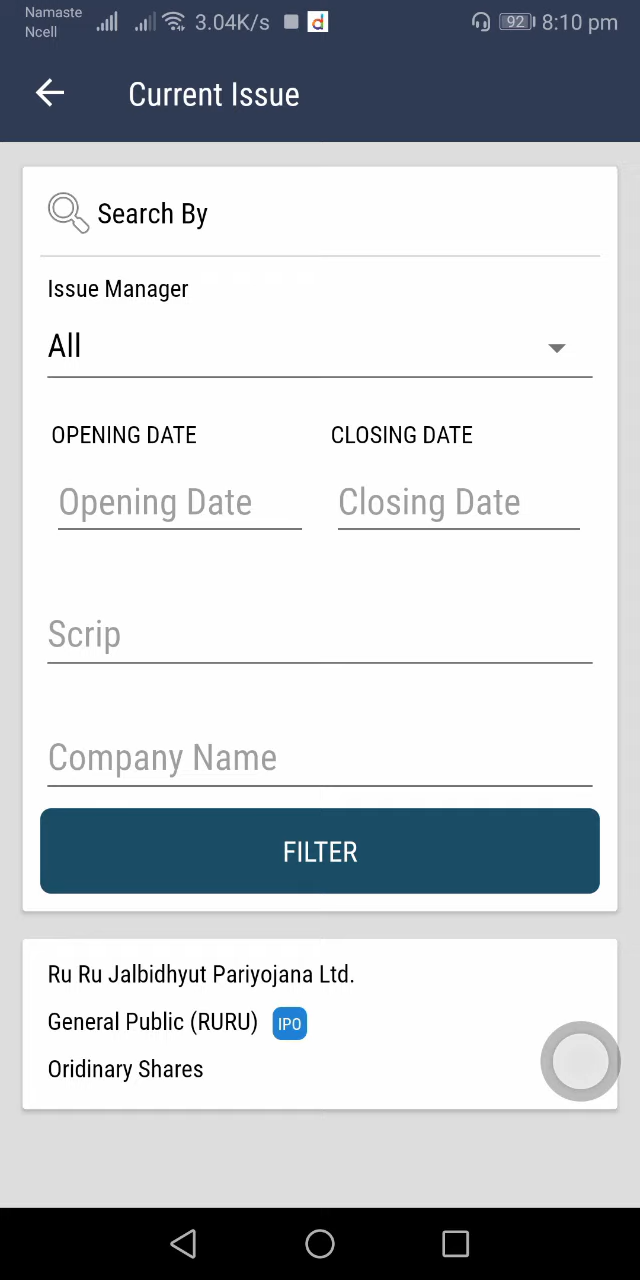 Namaste
Ncell
3.04K/s
d
92
8:10 pm
Current Issue
Search By
Issue Manager
All
OPENING DATE
CLOSING DATE
Opening Date
Closing Date
Scrip
Company Name
FILTER
Ru Ru Jalbidhyut Pariyojana Ltd.
General Public (RURU) IPO
Oridinary Shares